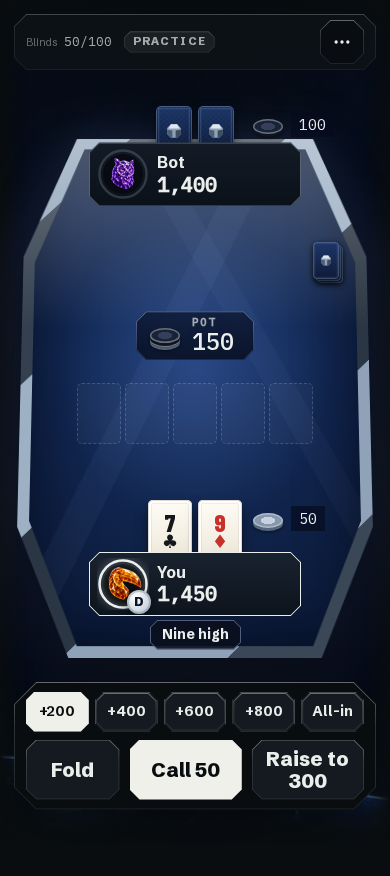 Blinds 50/100 PRACTICE
100
Bot
1,400
POT
150
7 9
50
You
1,450
D
Nine high
+200 +400 +600 +800 All-in
Fold Call 50 Raise to
300